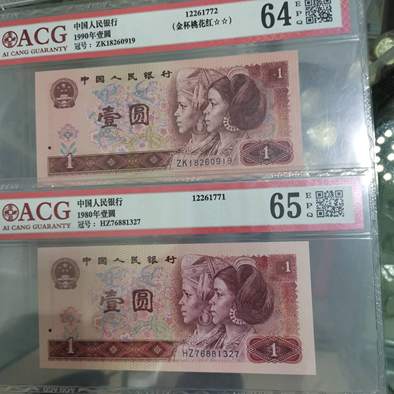 ACG
AI CANG GUARANTY
中国人民银行
1990年壹圆
冠号: ZK18260919
12261772
(金杯桃花红☆☆)
64 EPQ
中国人民银行
壹圆
1
ZK18260919
1
1
ACG
AI CANG GUARANTY
中国人民银行
1980年壹圆
冠号: HZ76881327
12261771
65 EPQ
中国人民银行
壹圆
1
HZ76881327
1
1